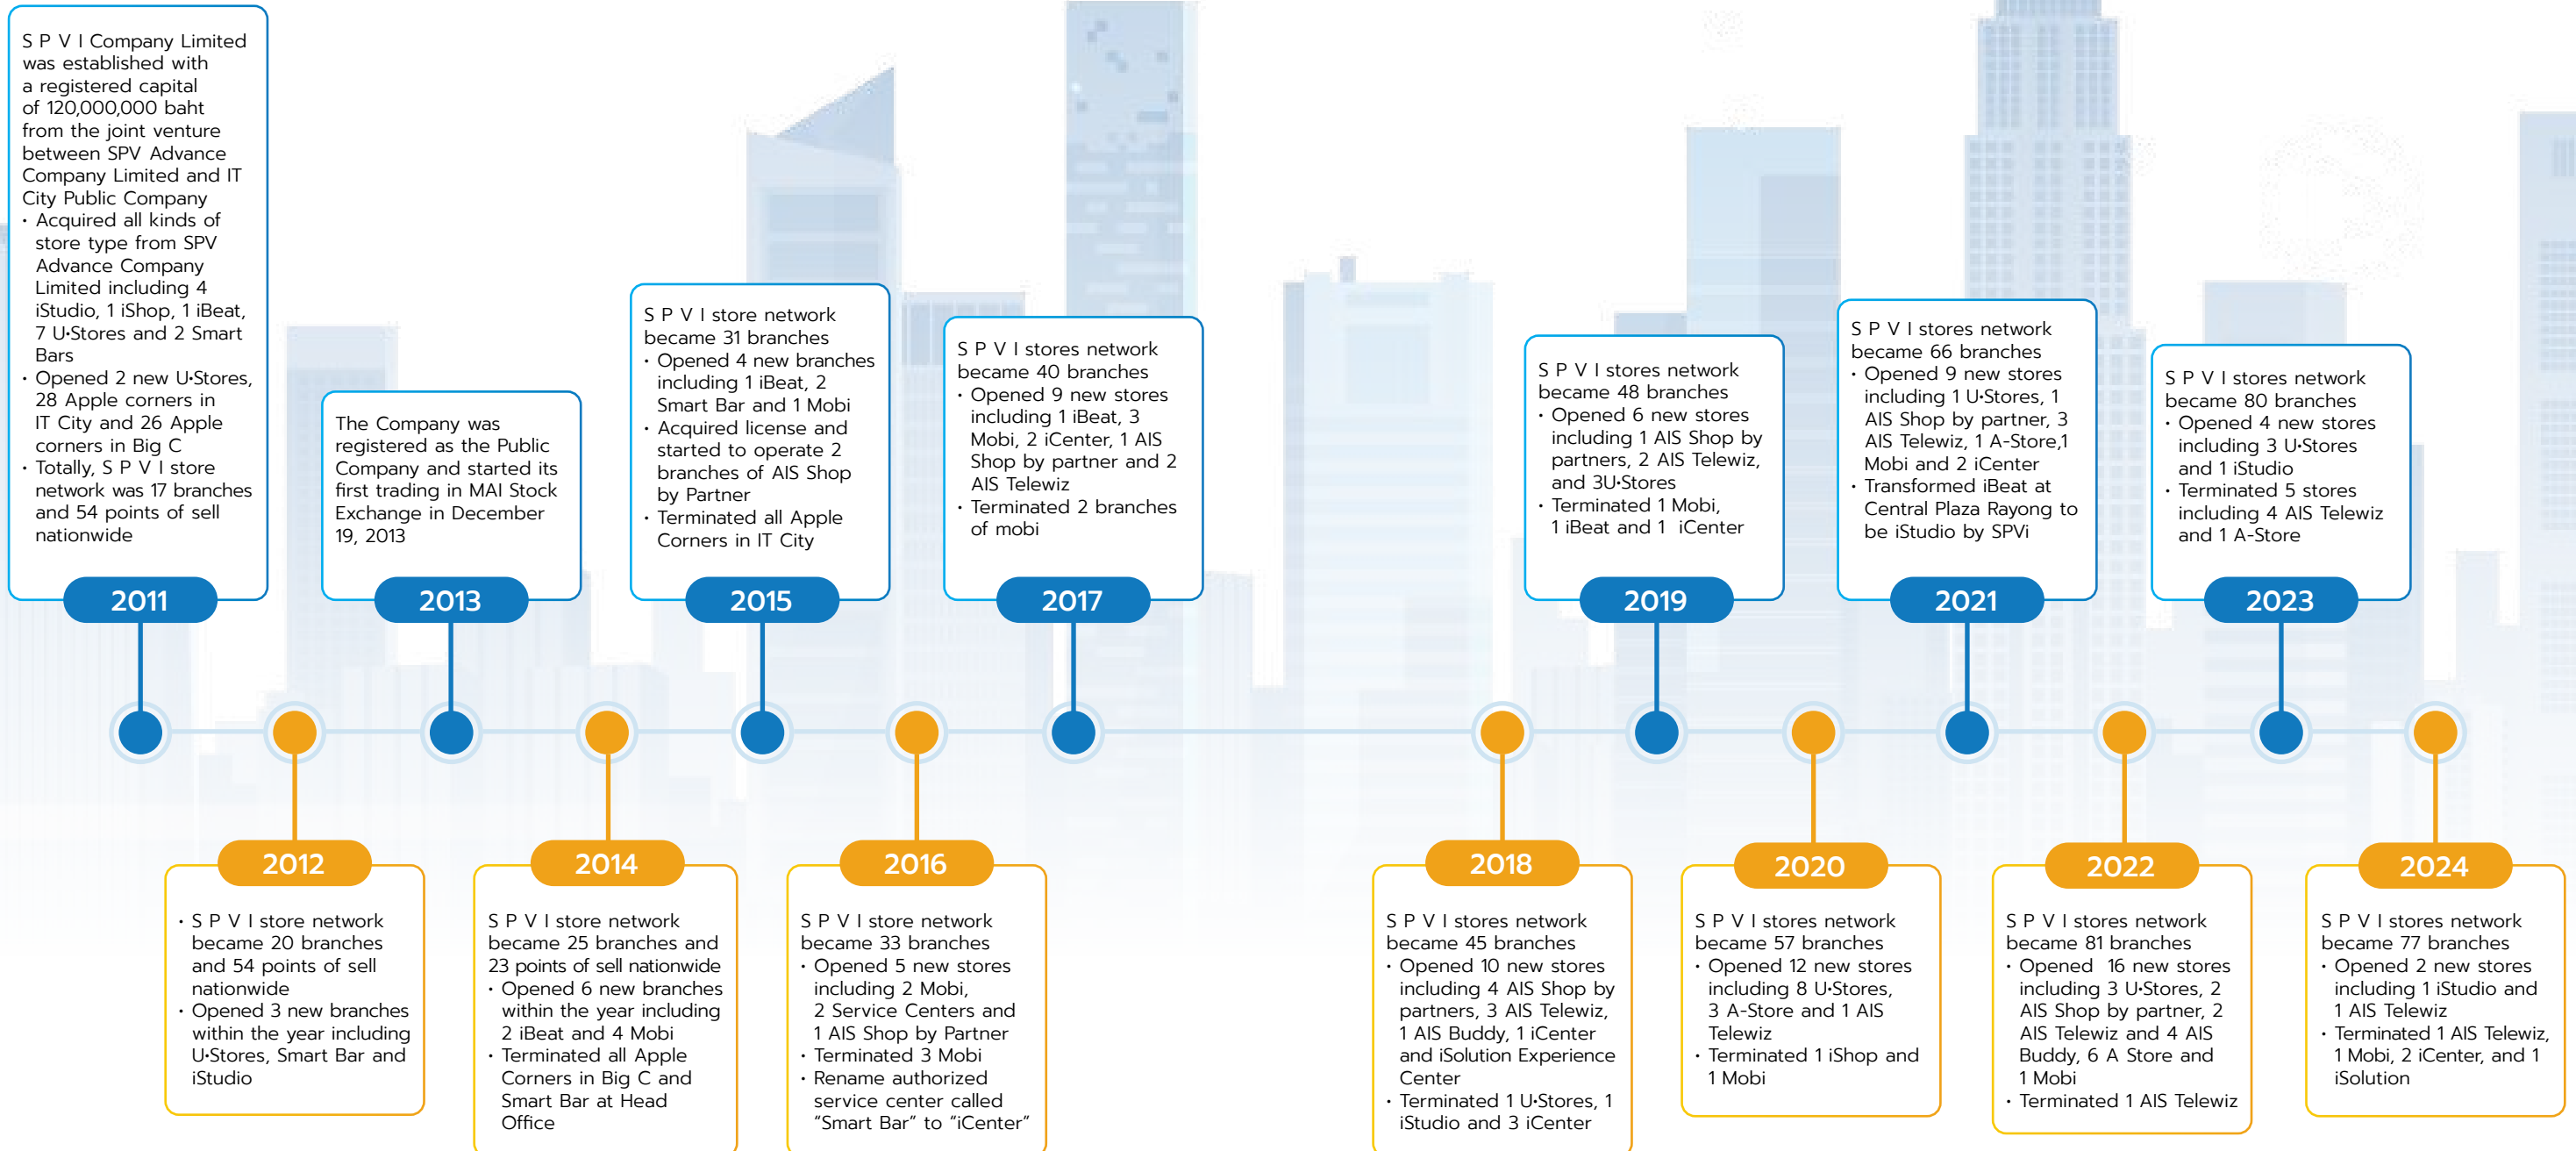 S P V I Company Limited
was established with
a registered capital
of 120,000,000 baht
from the joint venture
between SPV Advance
Company Limited and IT
City Public Company
• Acquired all kinds of
store type from SPV
Advance Company
Limited including 4
iStudio, 1 iShop, 1 iBeat,
7 U•Stores and 2 Smart
Bars
• Opened 2 new U•Stores,
28 Apple corners in
IT City and 26 Apple
corners in Big C
• Totally, S P V I store
network was 17 branches
and 54 points of sell
nationwide
2011
2012
• S P V I store network
became 20 branches
and 54 points of sell
nationwide
• Opened 3 new branches
within the year including
U•Stores, Smart Bar and
iStudio
The Company was
registered as the Public
Company and started its
first trading in MAI Stock
Exchange in December
19, 2013
2013
2014
S P V I store network
became 25 branches and
23 points of sell nationwide
• Opened 6 new branches
within the year including
2 iBeat and 4 Mobi
• Terminated all Apple
Corners in Big C and
Smart Bar at Head
Office
S P V I store network
became 31 branches
• Opened 4 new branches
including 1 iBeat, 2
Smart Bar and 1 Mobi
• Acquired license and
started to operate 2
branches of AIS Shop
by Partner
• Terminated all Apple
Corners in IT City
2015
2016
S P V I store network
became 33 branches
• Opened 5 new stores
including 2 Mobi,
2 Service Centers and
1 AIS Shop by Partner
• Terminated 3 Mobi
• Rename authorized
service center called
“Smart Bar” to “iCenter”
S P V I stores network
became 40 branches
• Opened 9 new stores
including 1 iBeat, 3
Mobi, 2 iCenter, 1 AIS
Shop by partner and 2
AIS Telewiz
• Terminated 2 branches
of mobi
2017
2018
S P V I stores network
became 45 branches
• Opened 10 new stores
including 4 AIS Shop by
partners, 3 AIS Telewiz,
1 AIS Buddy, 1 iCenter
and iSolution Experience
Center
• Terminated 1 U•Stores, 1
iStudio and 3 iCenter
S P V I stores network
became 48 branches
• Opened 6 new stores
including 1 AIS Shop by
partners, 2 AIS Telewiz,
and 3U•Stores
• Terminated 1 Mobi,
1 iBeat and 1 iCenter
2019
2020
S P V I stores network
became 57 branches
• Opened 12 new stores
including 8 U•Stores,
3 A-Store and 1 AIS
Telewiz
• Terminated 1 iShop and
1 Mobi
S P V I stores network
became 66 branches
• Opened 9 new stores
including 1 U•Stores, 1
AIS Shop by partner, 3
AIS Telewiz, 1 A-Store,1
Mobi and 2 iCenter
• Transformed iBeat at
Central Plaza Rayong to
be iStudio by SPVi
2021
2022
S P V I stores network
became 81 branches
• Opened 16 new stores
including 3 U•Stores, 2
AIS Shop by partner, 2
AIS Telewiz and 4 AIS
Buddy, 6 A Store and
1 Mobi
• Terminated 1 AIS Telewiz
S P V I stores network
became 80 branches
• Opened 4 new stores
including 3 U•Stores
and 1 iStudio
• Terminated 5 stores
including 4 AIS Telewiz
and 1 A-Store
2023
2024
S P V I stores network
became 77 branches
• Opened 2 new stores
including 1 iStudio and
1 AIS Telewiz
• Terminated 1 AIS Telewiz,
1 Mobi, 2 iCenter, and 1
iSolution